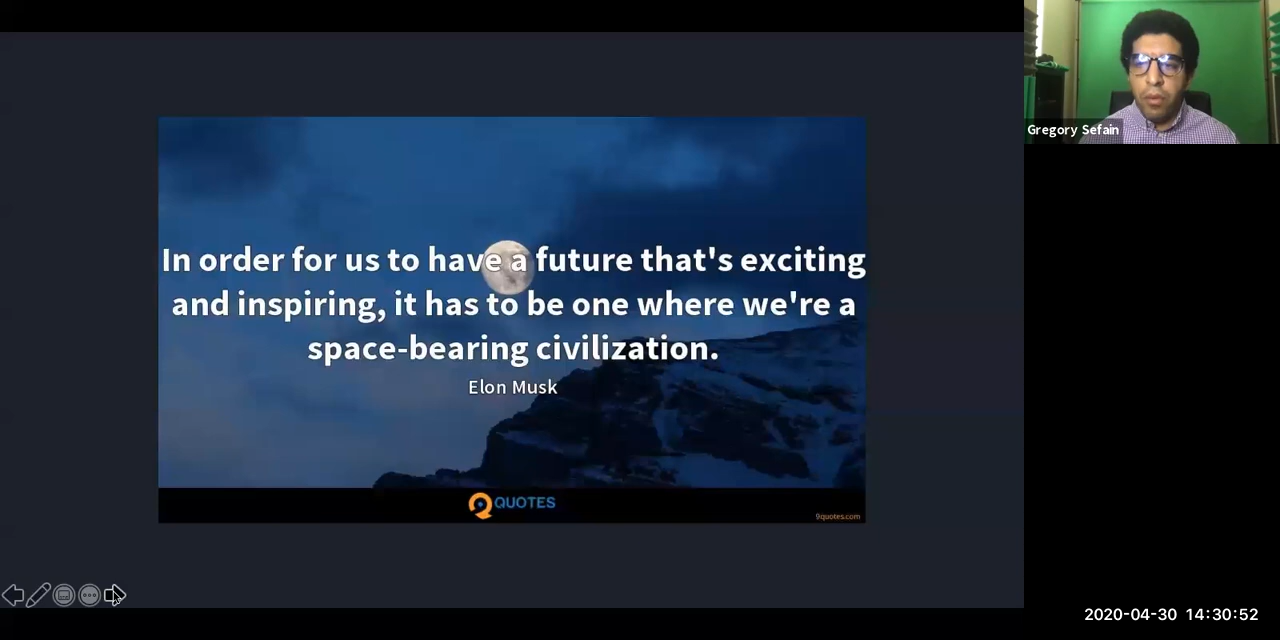 Gregory Sefain
In order for us to have a future that's exciting
and inspiring, it has to be one where we're a
space-bearing civilization.
Elon Musk
QUOTES
9quotes.com
2020-04-30 14:30:52